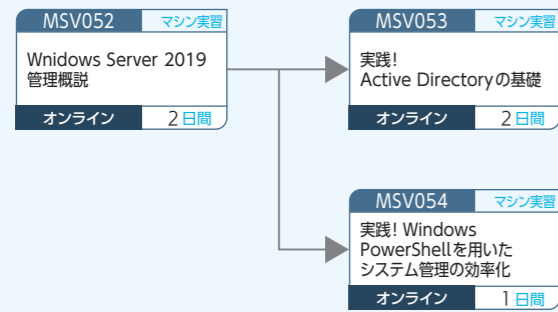 MSV052 マシン実習
Wnidows Server 2019
管理概説
オンライン 2日間
MSV053 マシン実習
実践!
Active Directoryの基礎
オンライン 2日間
MSV054 マシン実習
実践! Windows
PowerShellを用いた
システム管理の効率化
オンライン 1日間